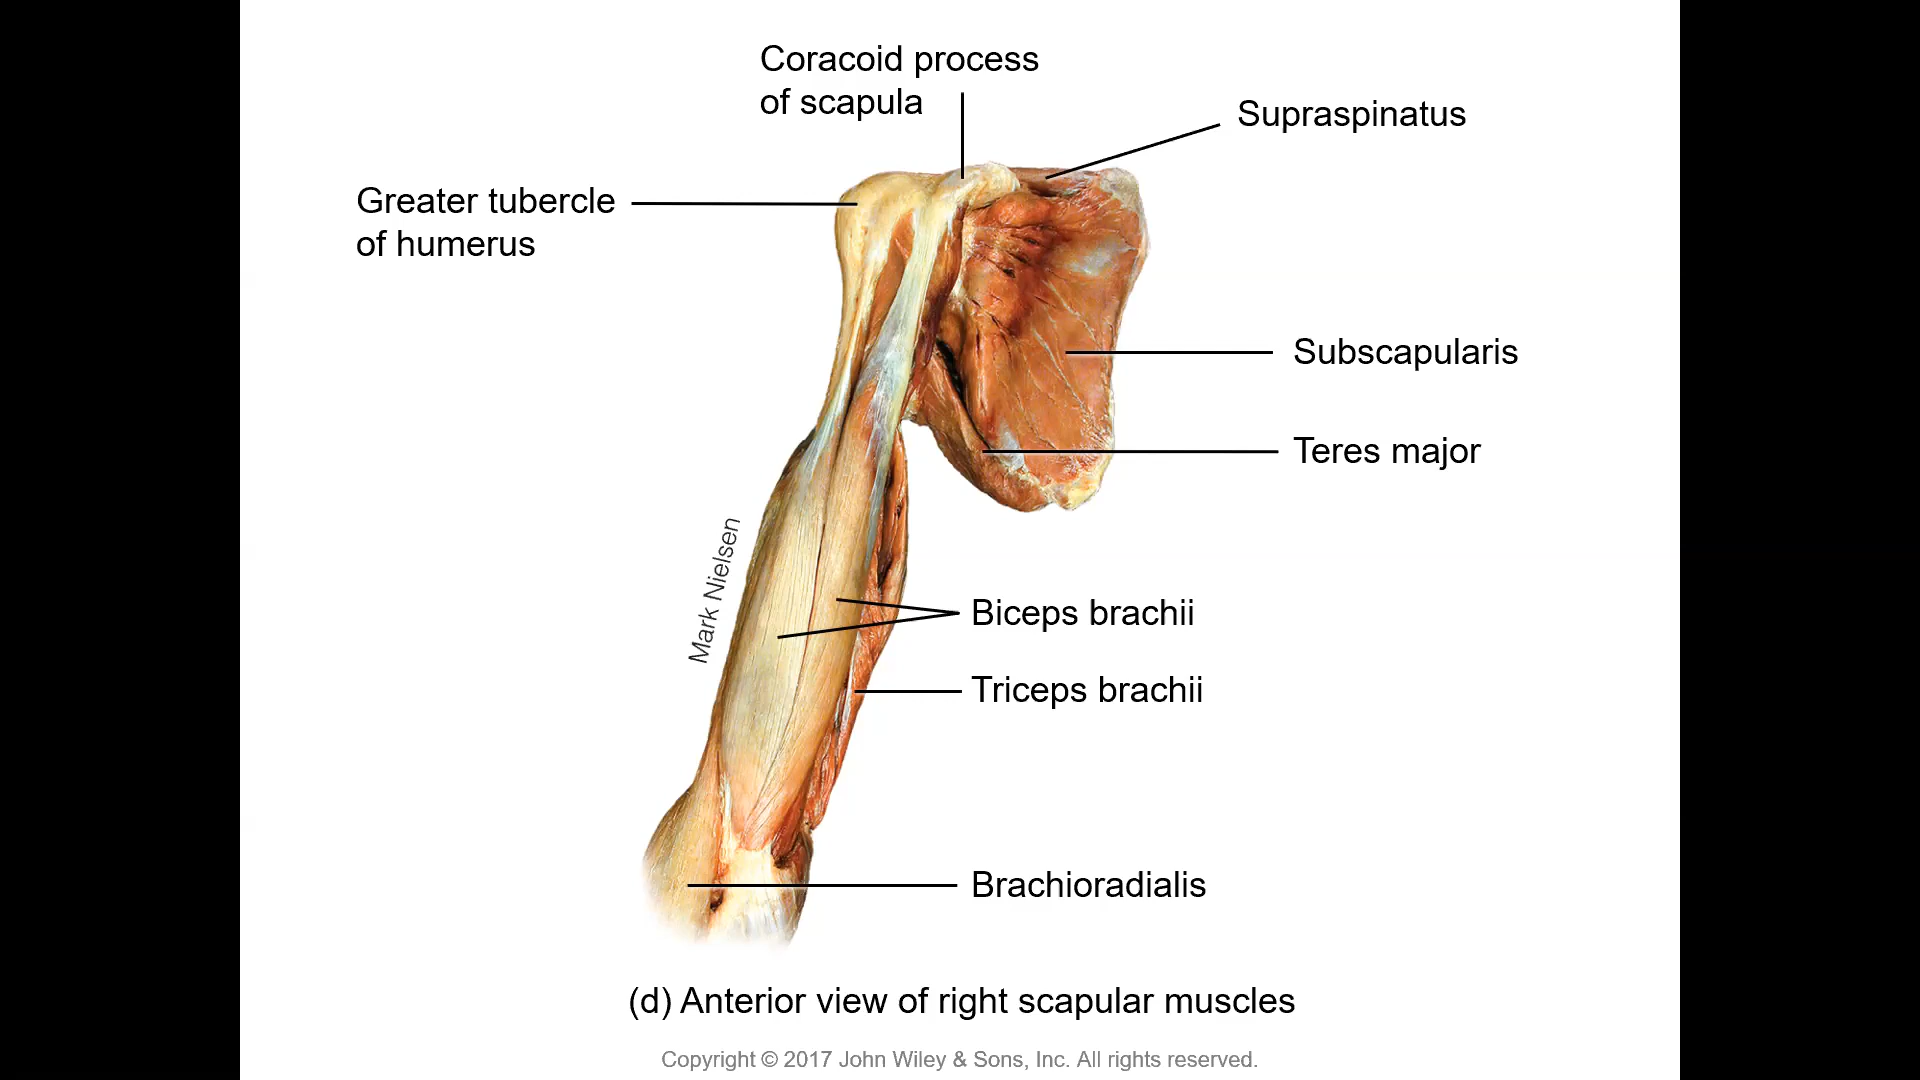 Coracoid process
of scapula
Supraspinatus
Greater tubercle
of humerus
Subscapularis
Teres major
Mark Nielsen
Biceps brachii
Triceps brachii
Brachioradialis
(d) Anterior view of right scapular muscles
Copyright © 2017 John Wiley & Sons, Inc. All rights reserved.